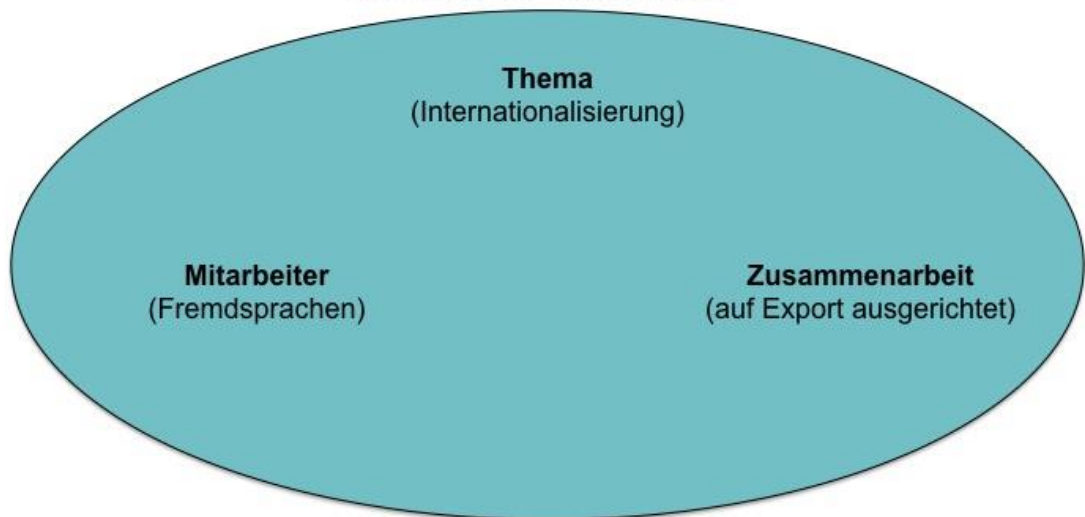 Thema
(Internationalisierung)
Mitarbeiter
(Fremdsprachen)
Zusammenarbeit
(auf Export ausgerichtet)